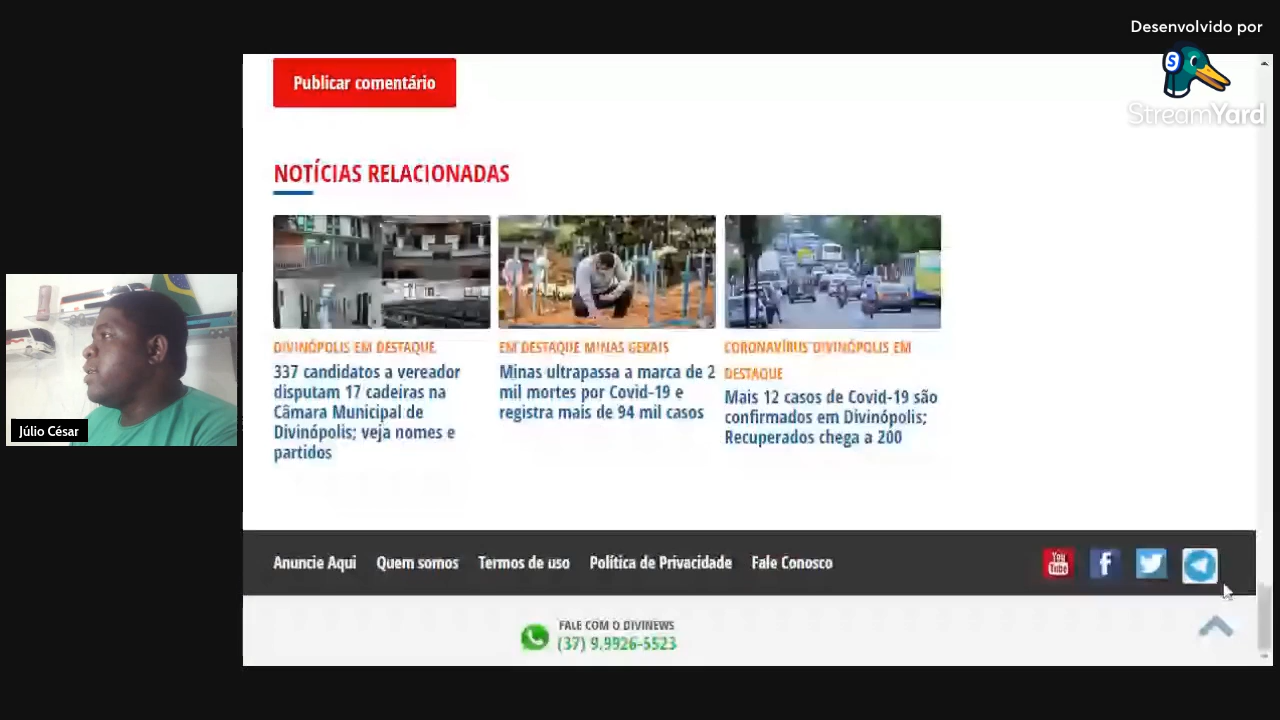 Desenvolvido por
StreamYard
Publicar comentário
NOTÍCIAS RELACIONADAS
DIVINÓPOLIS EM DESTAQUE
337 candidatos a vereador
disputam 17 cadeiras na
Câmara Municipal de
Divinópolis; veja nomes e
partidos
EM DESTAQUE MINAS GERAIS
Minas ultrapassa a marca de 2
mil mortes por Covid-19 e
registra mais de 94 mil casos
CORONAVÍRUS DIVINÓPOLIS EM
DESTAQUE
Mais 12 casos de Covid-19 são
confirmados em Divinópolis;
Recuperados chega a 200
Júlio César
Anuncie Aqui Quem somos Termos de uso Política de Privacidade Fale Conosco
You Tube
FALE COM O DIVINEWS
(37) 9.9926-5523